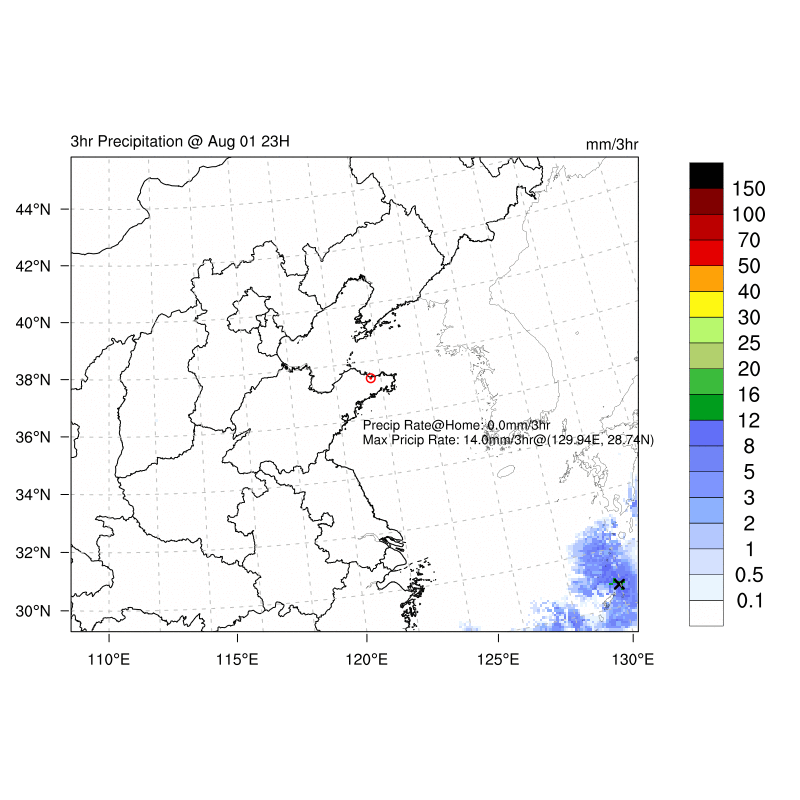 3hr Precipitation @ Aug 01 23H
mm/3hr
44°N
42°N
40°N
38°N
36°N
34°N
32°N
30°N
110°E
115°E
120°E
125°E
130°E
Precip Rate@Home: 0.0mm/3hr
Max Pricip Rate: 14.0mm/3hr@(129.94E, 28.74N)
150
100
70
50
40
30
25
20
16
12
8
5
3
2
1
0.5
0.1